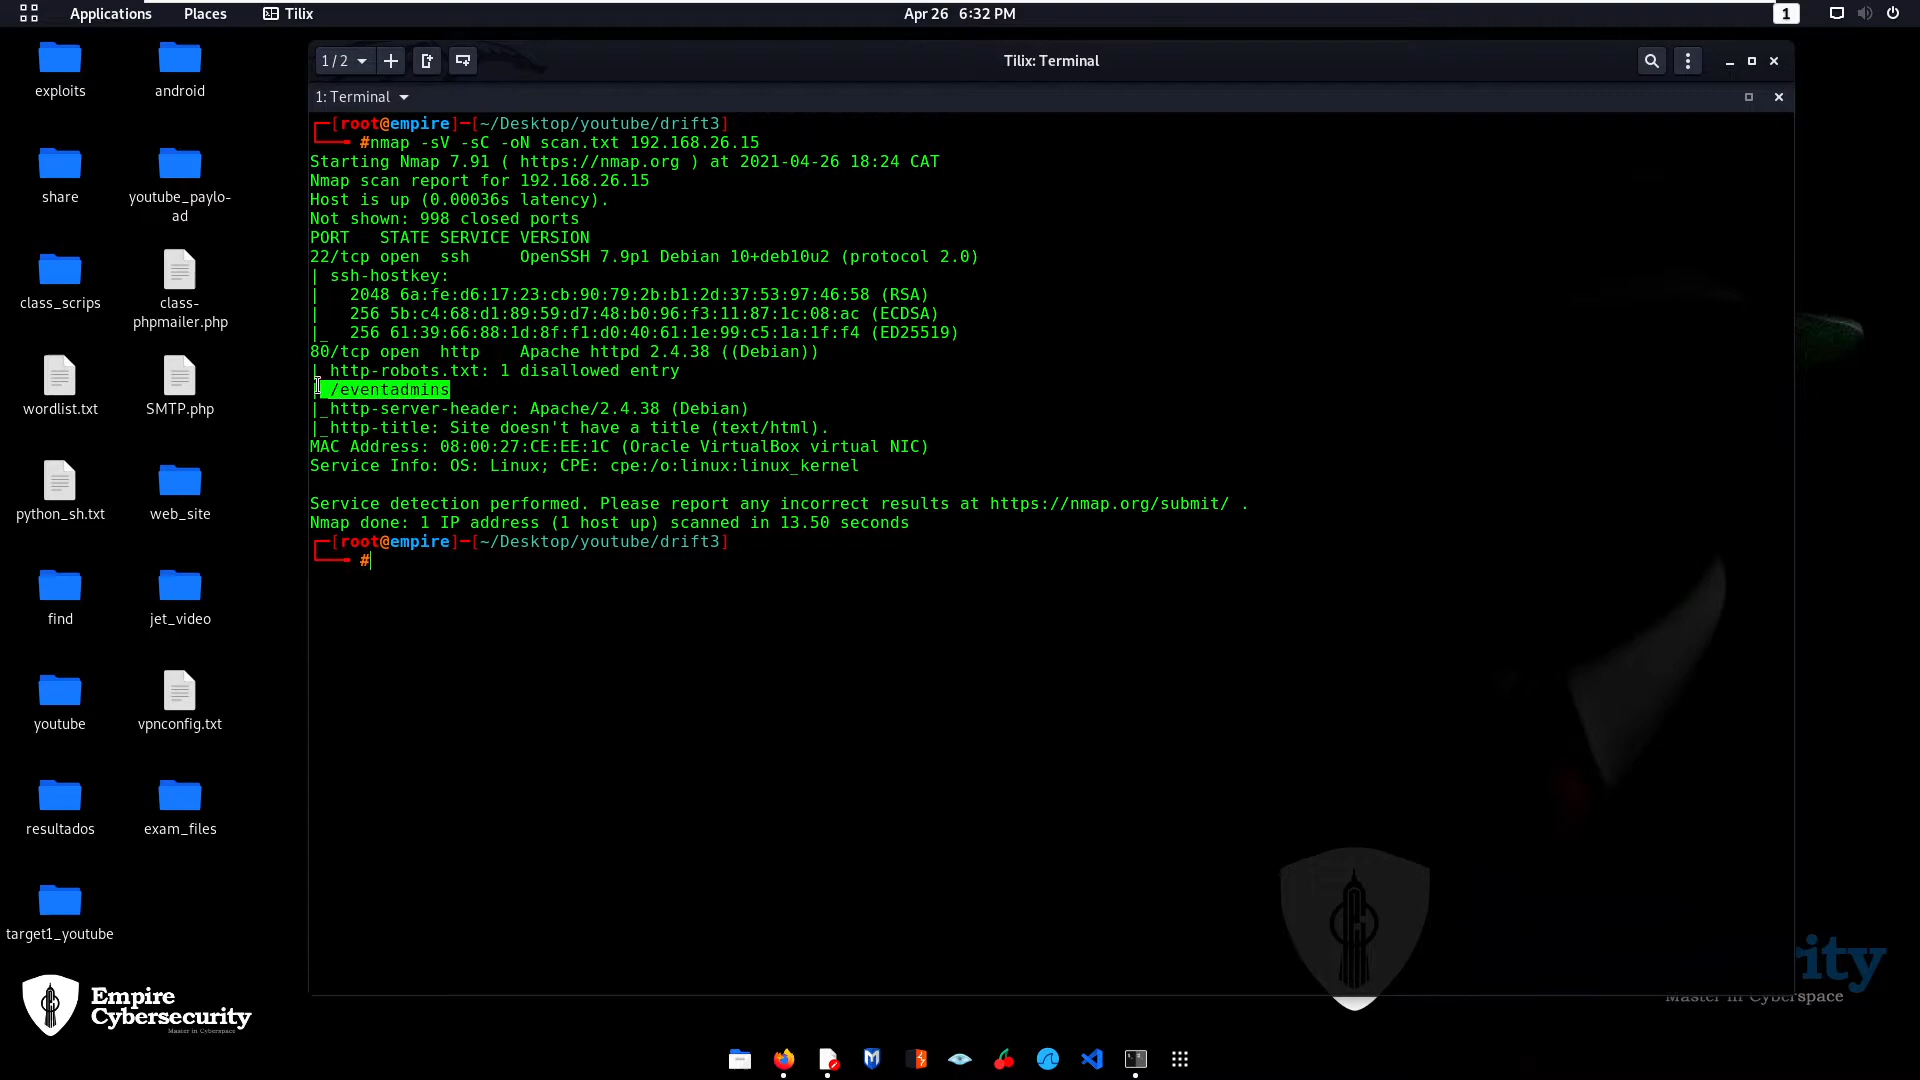 Applications Places Tilix Apr 26 6:32 PM 1
exploits android
share youtube_paylo-
ad
class_scrips class-
phpmailer.php
wordlist.txt SMTP.php
python_sh.txt web_site
find jet_video
youtube vpnconfig.txt
resultados exam_files
target1_youtube
Empire
Cybersecurity
Master in Cyberspace
1 / 2 Tilix: Terminal
1: Terminal
[root@empire]─[~/Desktop/youtube/drift3]
#nmap -sV -sC -oN scan.txt 192.168.26.15
Starting Nmap 7.91 ( https://nmap.org ) at 2021-04-26 18:24 CAT
Nmap scan report for 192.168.26.15
Host is up (0.00036s latency).
Not shown: 998 closed ports
PORT   STATE SERVICE VERSION
22/tcp open  ssh     OpenSSH 7.9p1 Debian 10+deb10u2 (protocol 2.0)
| ssh-hostkey:
|   2048 6a:fe:d6:17:23:cb:90:79:2b:b1:2d:37:53:97:46:58 (RSA)
|   256 5b:c4:68:d1:89:59:d7:48:b0:96:f3:11:87:1c:08:ac (ECDSA)
|_  256 61:39:66:88:1d:8f:f1:d0:40:61:1e:99:c5:1a:1f:f4 (ED25519)
80/tcp open  http    Apache httpd 2.4.38 ((Debian))
| http-robots.txt: 1 disallowed entry
|_/eventadmins
|_http-server-header: Apache/2.4.38 (Debian)
|_http-title: Site doesn't have a title (text/html).
MAC Address: 08:00:27:CE:EE:1C (Oracle VirtualBox virtual NIC)
Service Info: OS: Linux; CPE: cpe:/o:linux:linux_kernel
Service detection performed. Please report any incorrect results at https://nmap.org/submit/ .
Nmap done: 1 IP address (1 host up) scanned in 13.50 seconds
[root@empire]─[~/Desktop/youtube/drift3]
#
ity
Master in Cyberspace